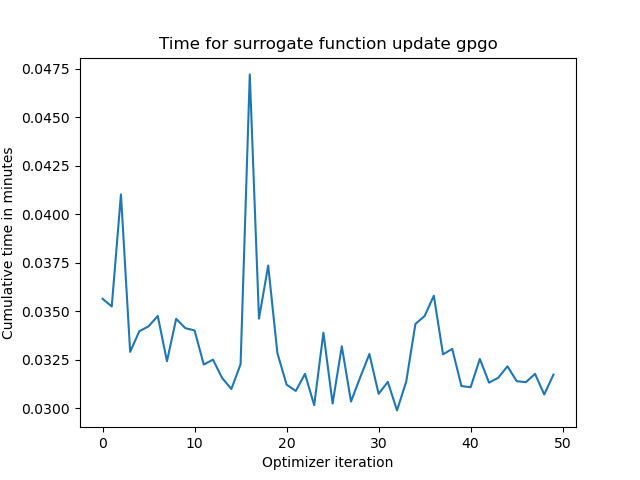 Time for surrogate function update gpgo
0.0475
0.0450
0.0425
0.0400
0.0375
0.0350
0.0325
0.0300
Cumulative time in minutes
0 10 20 30 40 50
Optimizer iteration